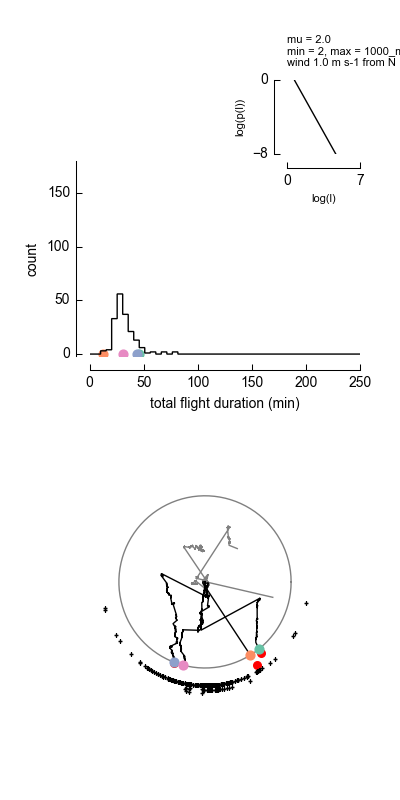 mu = 2.0
min = 2, max = 1000_m
wind 1.0 m s-1 from N
0
−8
log(p(l))
0 7
log(l)
150
100
50
0
count
0 50 100 150 200 250
total flight duration (min)